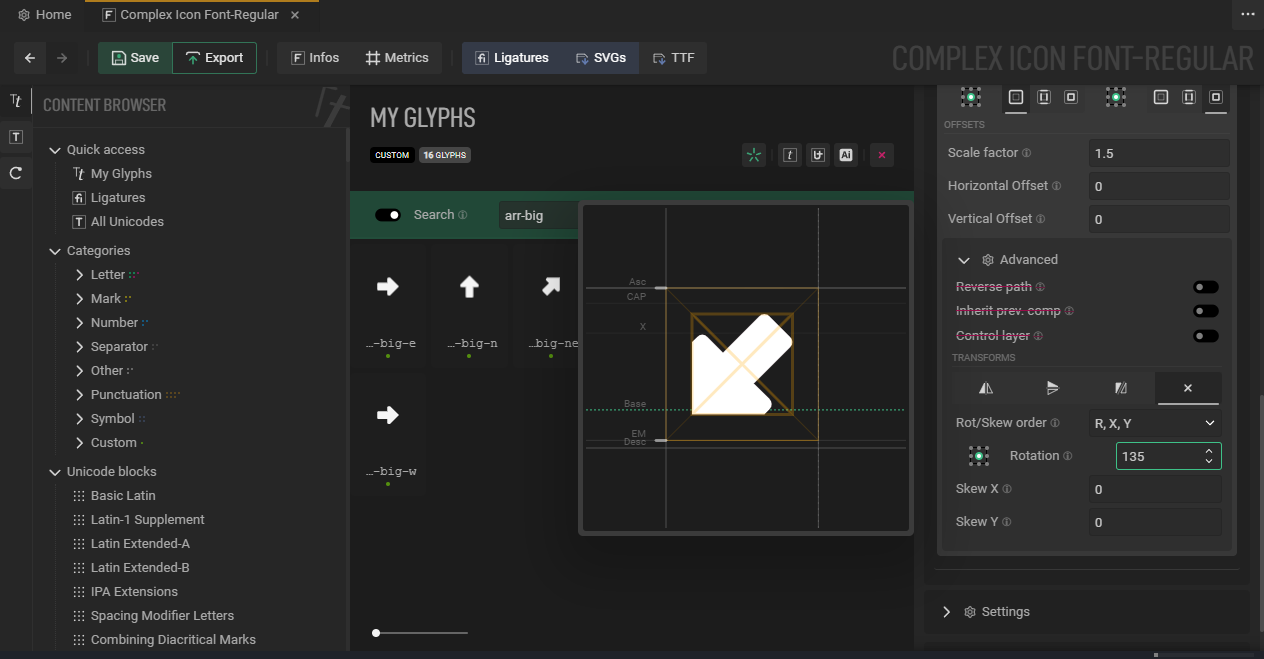 Home
Complex Icon Font-Regular
Save
Export
Infos
Metrics
Ligatures
SVGs
TTF
COMPLEX ICON FONT-REGULAR
CONTENT BROWSER
Quick access
My Glyphs
Ligatures
All Unicodes
Categories
Letter
Mark
Number
Separator
Other
Punctuation
Symbol
Custom
Unicode blocks
Basic Latin
Latin-1 Supplement
Latin Extended-A
Latin Extended-B
IPA Extensions
Spacing Modifier Letters
Combining Diacritical Marks
MY GLYPHS
CUSTOM
16 GLYPHS
Ai
Search
arr-big
…-big-e
…-big-n
…big-ne
…-big-w
Asc
CAP
X
Base
EM
Desc
OFFSETS
Scale factor
1.5
Horizontal Offset
0
Vertical Offset
0
Advanced
Reverse path
Inherit prev. comp
Control layer
TRANSFORMS
Rot/Skew order
R, X, Y
Rotation
135
Skew X
0
Skew Y
0
Settings